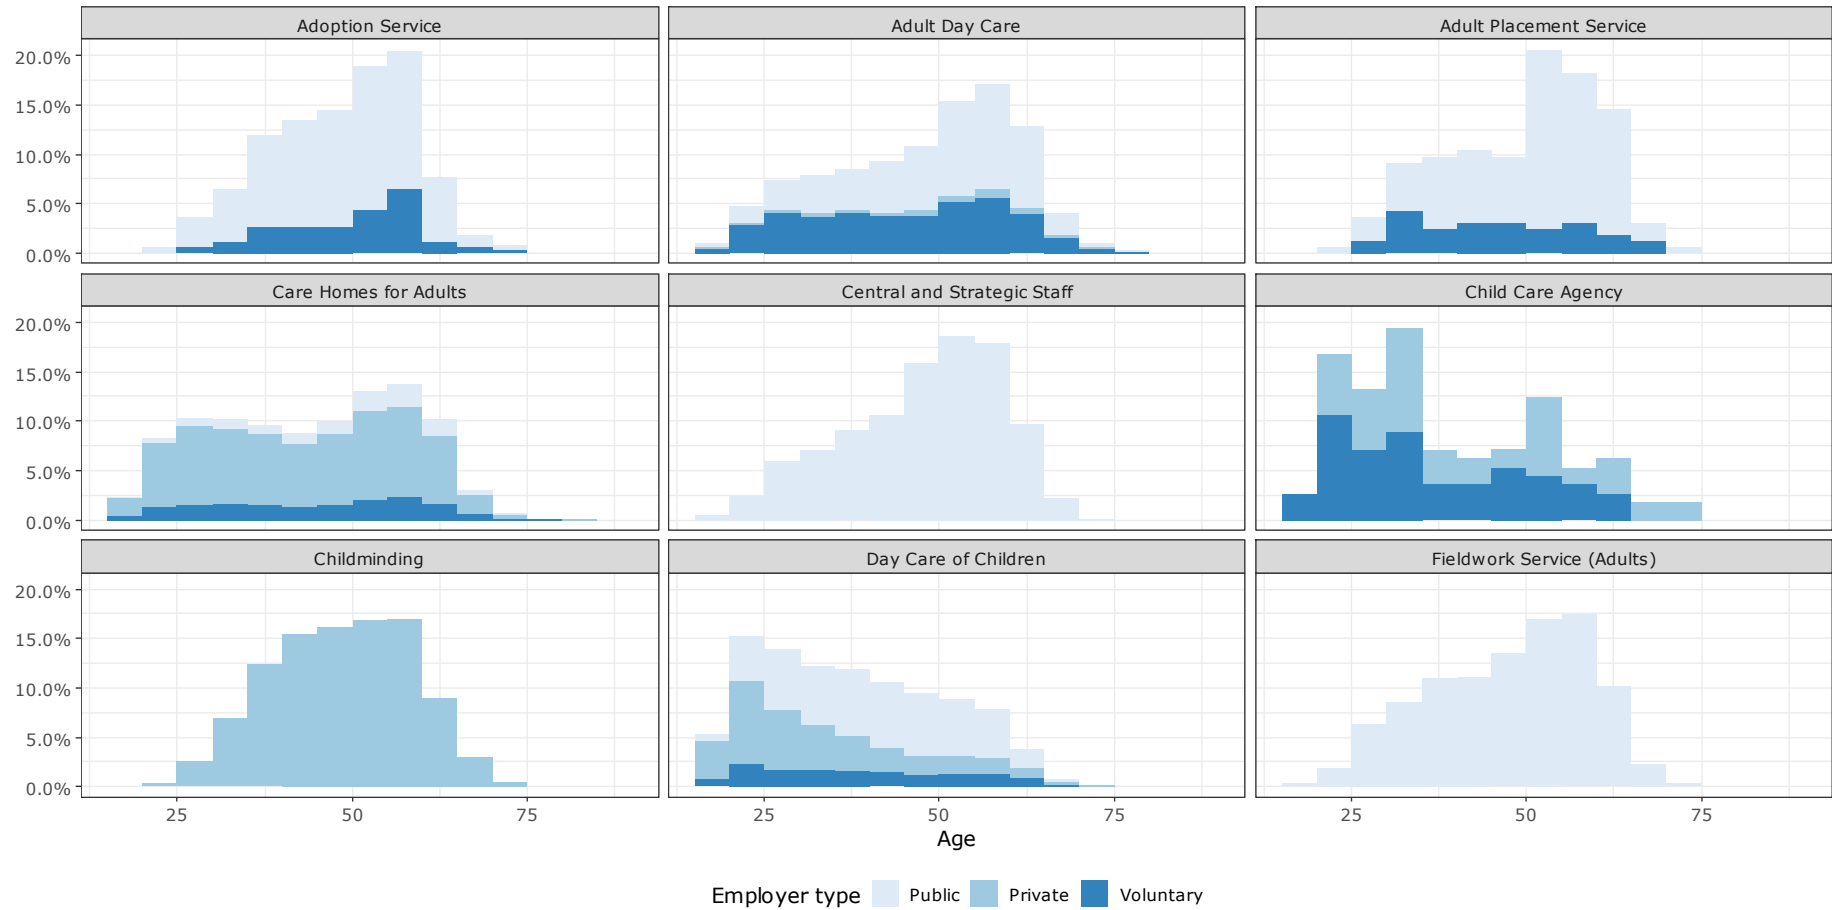 Adoption Service
Adult Day Care
Adult Placement Service
20.0%
15.0%
10.0%
5.0%
0.0%
Care Homes for Adults
Central and Strategic Staff
Child Care Agency
20.0%
15.0%
10.0%
5.0%
0.0%
Childminding
Day Care of Children
Fieldwork Service (Adults)
20.0%
15.0%
10.0%
5.0%
0.0%
25 50 75 25 50 75 25 50 75
Age
Employer type Public Private Voluntary